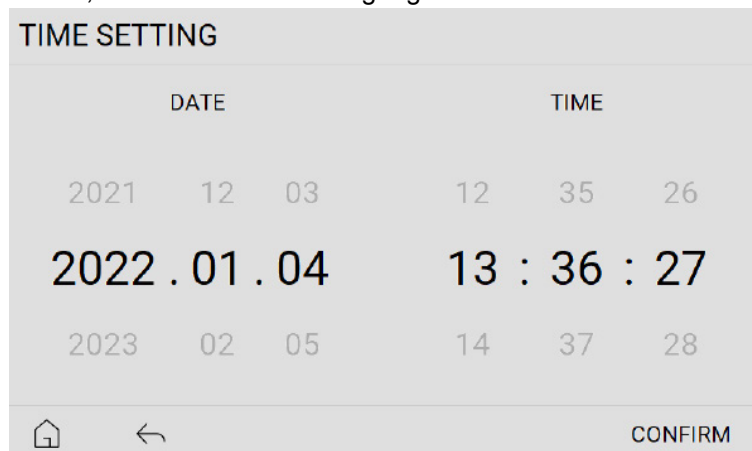 TIME SETTING
DATE TIME
2021 12 03 12 35 26
2022 . 01 . 04 13 : 36 : 27
2023 02 05 14 37 28
CONFIRM